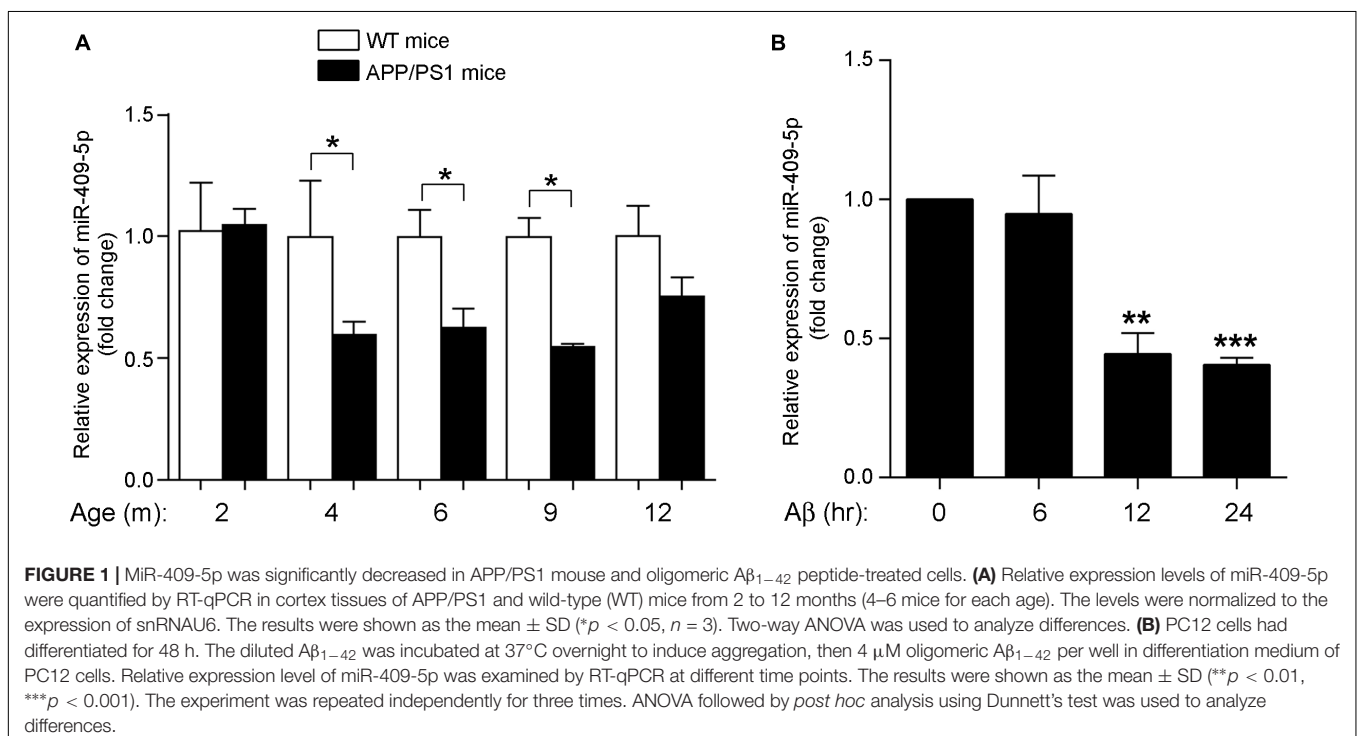 A
WT mice
APP/PS1 mice
Relative expression of miR-409-5p
(fold change)
1.5
1.0
0.5
0.0
*
*
*
Age (m): 2 4 6 9 12
B
Relative expression of miR-409-5p
(fold change)
1.5
1.0
0.5
0.0
**
***
Aβ (hr): 0 6 12 24
FIGURE 1 | MiR-409-5p was significantly decreased in APP/PS1 mouse and oligomeric Aβ1−42 peptide-treated cells. (A) Relative expression levels of miR-409-5p
were quantified by RT-qPCR in cortex tissues of APP/PS1 and wild-type (WT) mice from 2 to 12 months (4–6 mice for each age). The levels were normalized to the
expression of snRNAU6. The results were shown as the mean ± SD (*p < 0.05, n = 3). Two-way ANOVA was used to analyze differences. (B) PC12 cells had
differentiated for 48 h. The diluted Aβ1−42 was incubated at 37°C overnight to induce aggregation, then 4 μM oligomeric Aβ1−42 per well in differentiation medium of
PC12 cells. Relative expression level of miR-409-5p was examined by RT-qPCR at different time points. The results were shown as the mean ± SD (**p < 0.01,
***p < 0.001). The experiment was repeated independently for three times. ANOVA followed by post hoc analysis using Dunnett's test was used to analyze
differences.